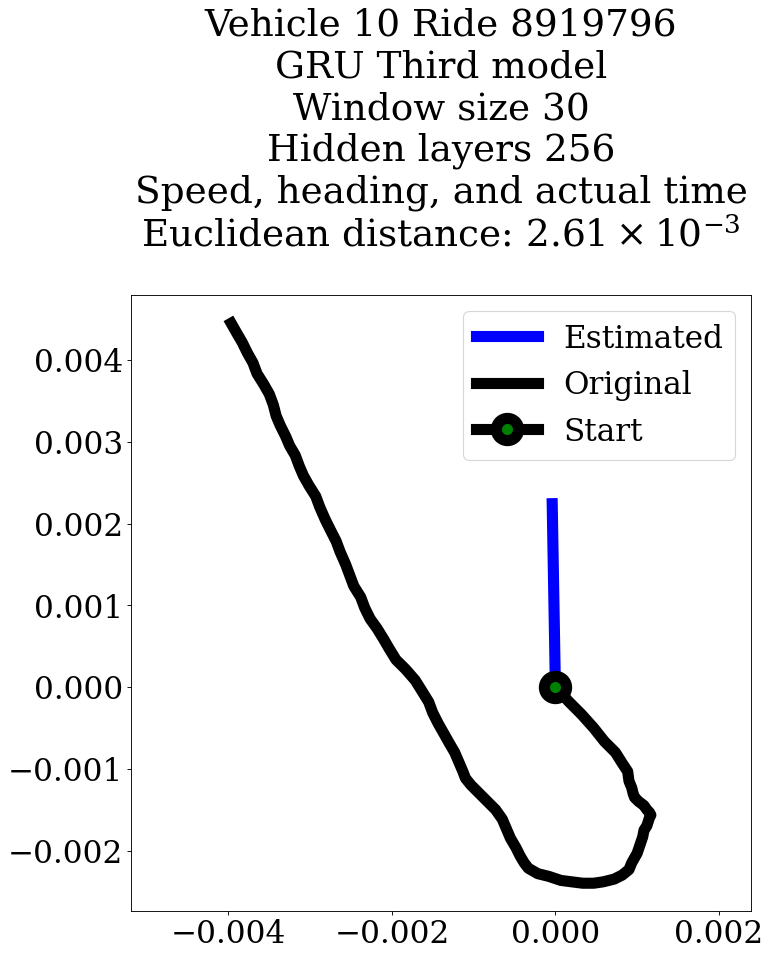 Vehicle 10 Ride 8919796
GRU Third model
Window size 30
Hidden layers 256
Speed, heading, and actual time
Euclidean distance: 2.61 × 10⁻³
Estimated
Original
Start
0.004
0.003
0.002
0.001
0.000
−0.001
−0.002
−0.004
−0.002
0.000
0.002